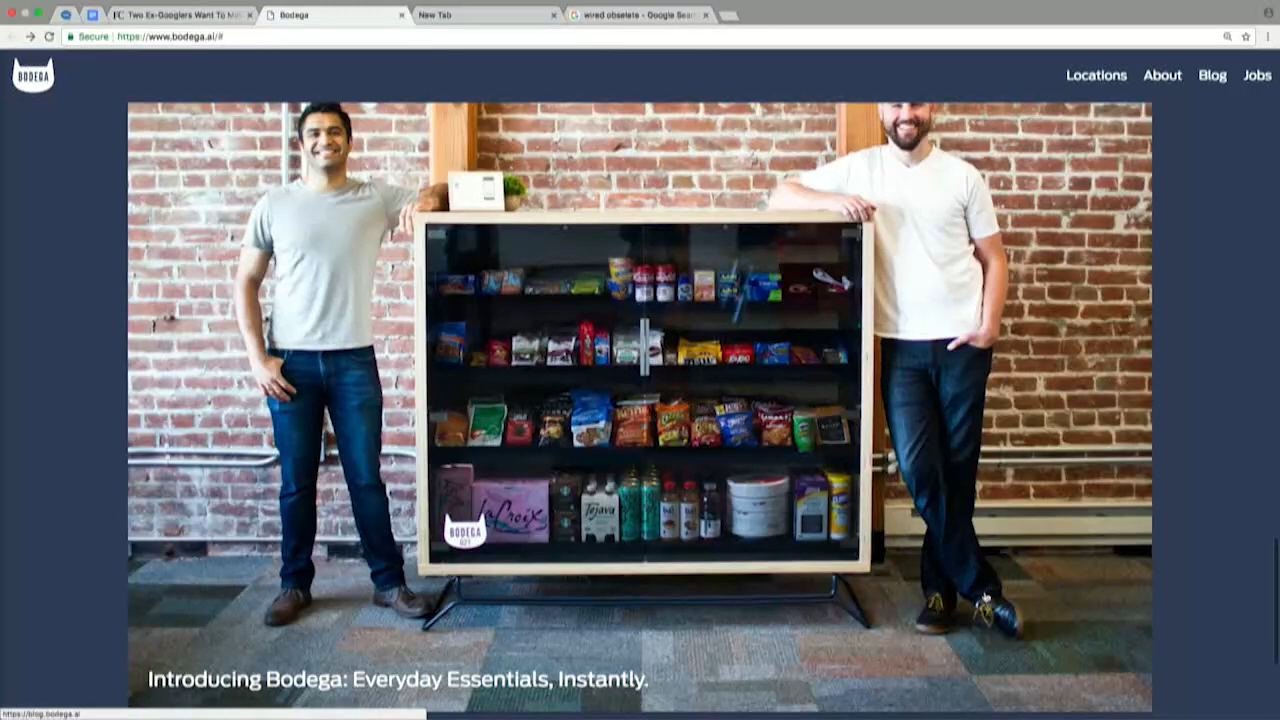 Two Ex-Googlers Want To M
Bodega
New Tab
wired obselete - Google Sear
Secure
https://www.bodega.ai/#
BODEGA
Locations
About
Blog
Jobs
LaCroix
Tejava
BODEGA
021
Introducing Bodega: Everyday Essentials, Instantly.
https://blog.bodega.ai